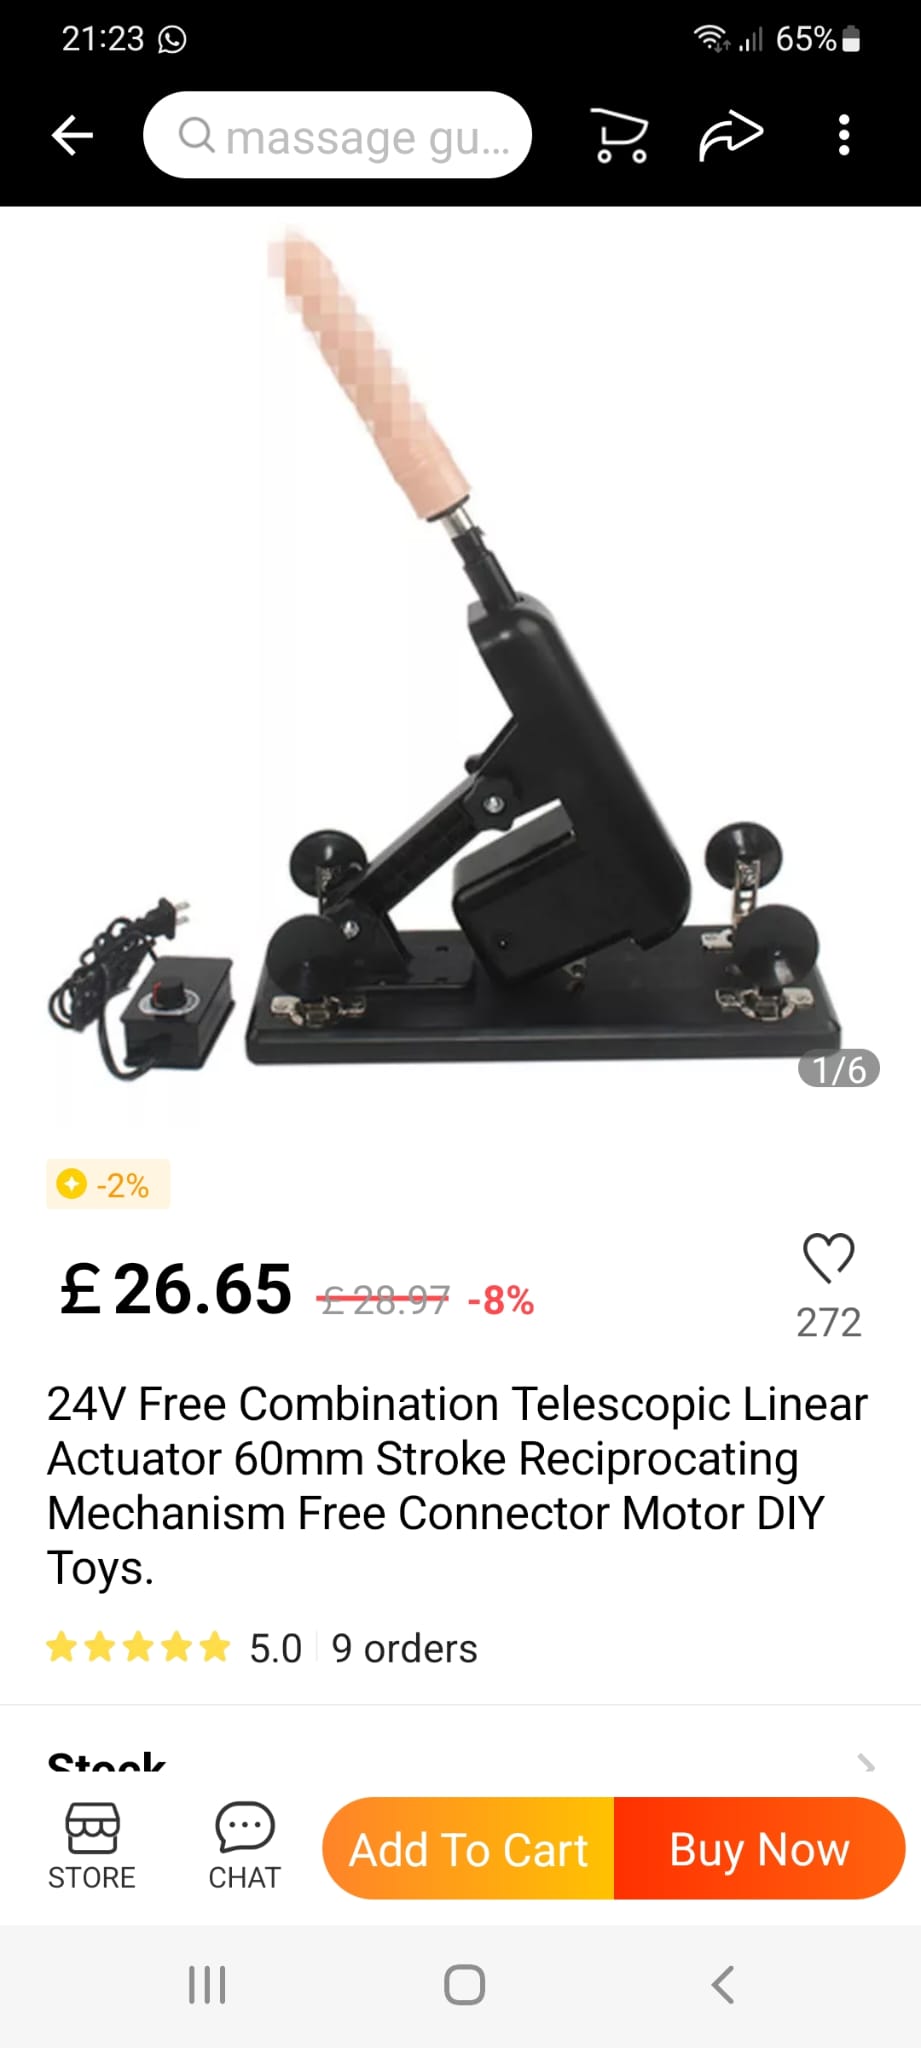 21:23 65%
massage gu...
1/6
-2%
£26.65 £28.97 -8%
272
24V Free Combination Telescopic Linear
Actuator 60mm Stroke Reciprocating
Mechanism Free Connector Motor DIY
Toys.
5.0 9 orders
Stock
STORE CHAT Add To Cart Buy Now